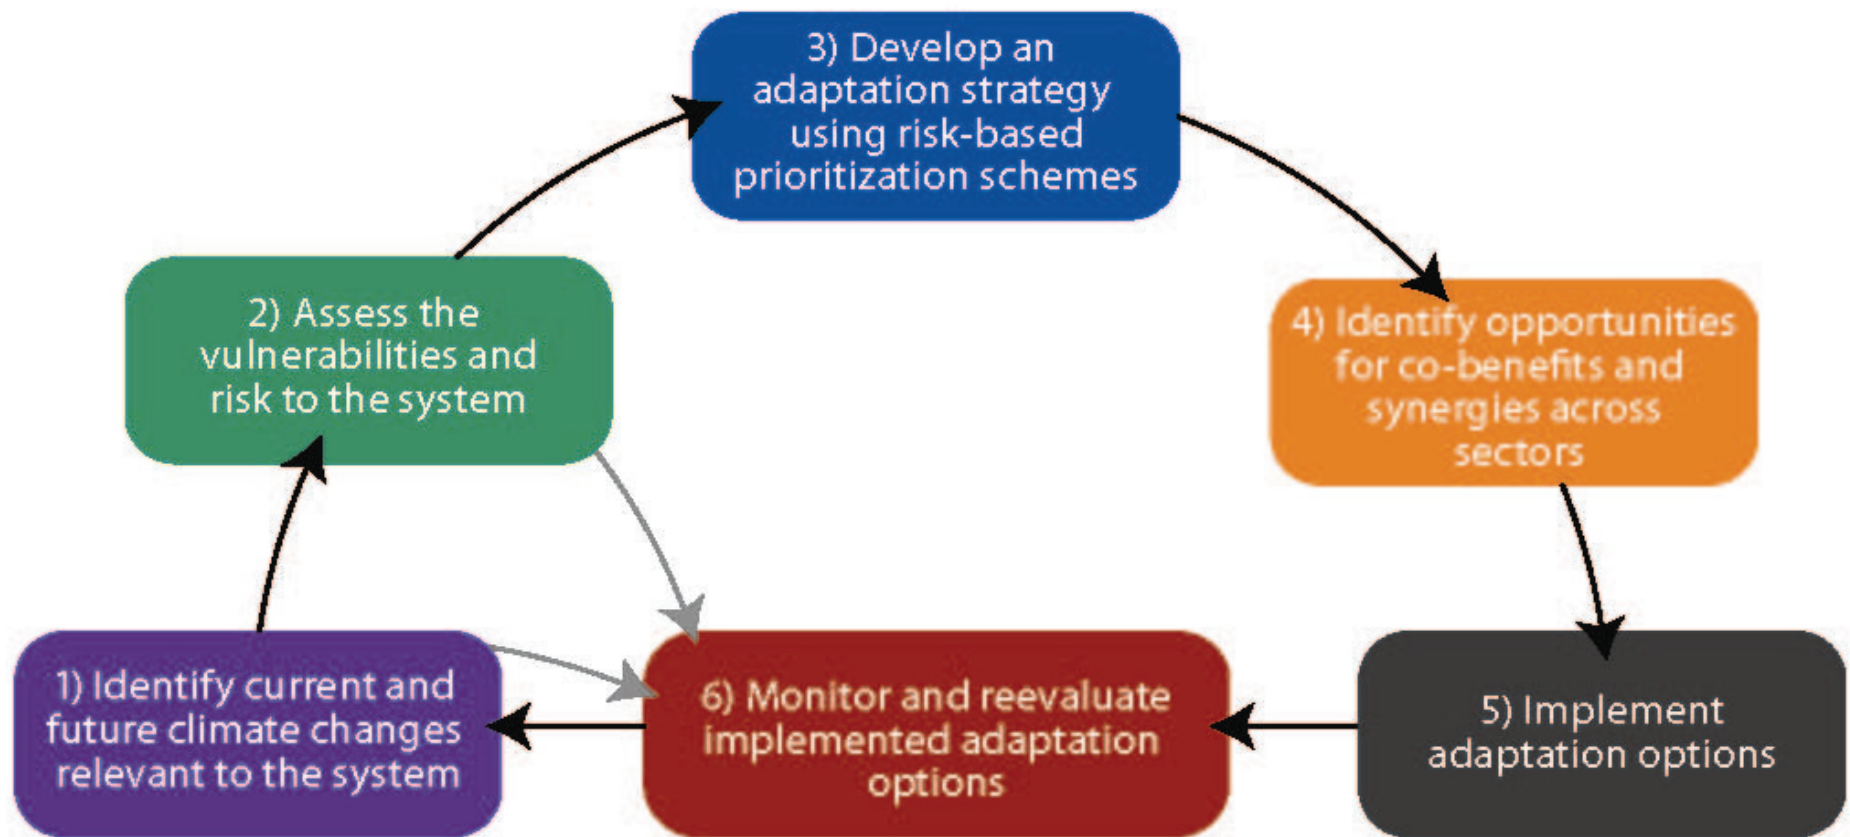 3) Develop an
adaptation strategy
using risk-based
prioritization schemes
2) Assess the
vulnerabilities and
risk to the system
4) Identify opportunities
for co-benefits and
synergies across
sectors
1) Identify current and
future climate changes
relevant to the system
6) Monitor and reevaluate
implemented adaptation
options
5) Implement
adaptation options